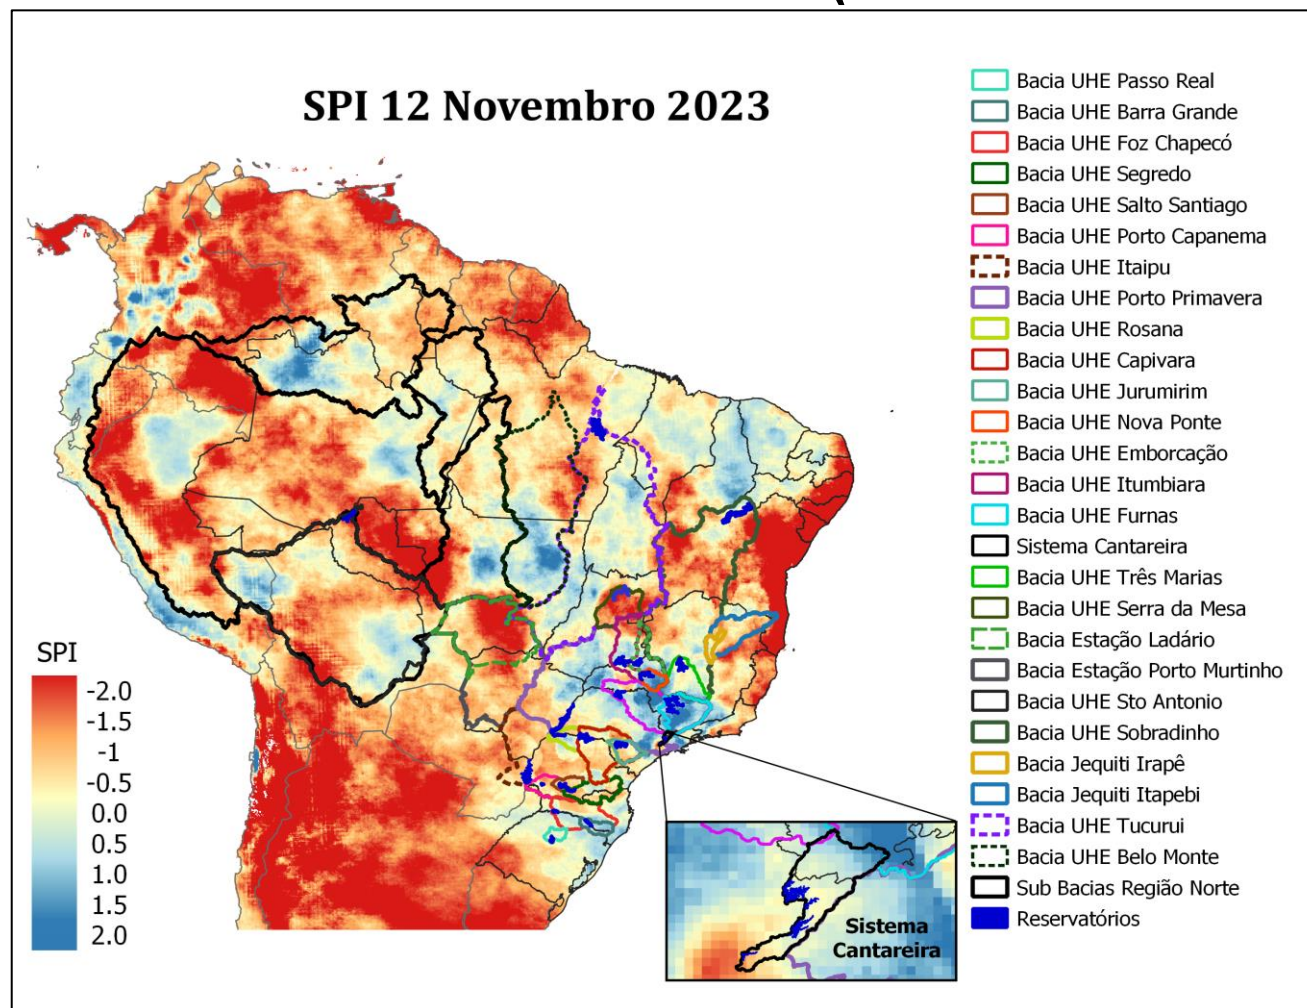 SPI 12 Novembro 2023
Bacia UHE Passo Real
Bacia UHE Barra Grande
Bacia UHE Foz Chapecó
Bacia UHE Segredo
Bacia UHE Salto Santiago
Bacia UHE Porto Capanema
Bacia UHE Itaipu
Bacia UHE Porto Primavera
Bacia UHE Rosana
Bacia UHE Capivara
Bacia UHE Jurumirim
Bacia UHE Nova Ponte
Bacia UHE Emborcação
Bacia UHE Itumbiara
Bacia UHE Furnas
Sistema Cantareira
Bacia UHE Três Marias
Bacia UHE Serra da Mesa
Bacia Estação Ladário
Bacia Estação Porto Murtinho
Bacia UHE Sto Antonio
Bacia UHE Sobradinho
Bacia Jequiti Irapê
Bacia Jequiti Itapebi
Bacia UHE Tucurui
Bacia UHE Belo Monte
Sub Bacias Região Norte
Reservatórios
SPI
-2.0
-1.5
-1
-0.5
0.0
0.5
1.0
1.5
2.0
Sistema
Cantareira